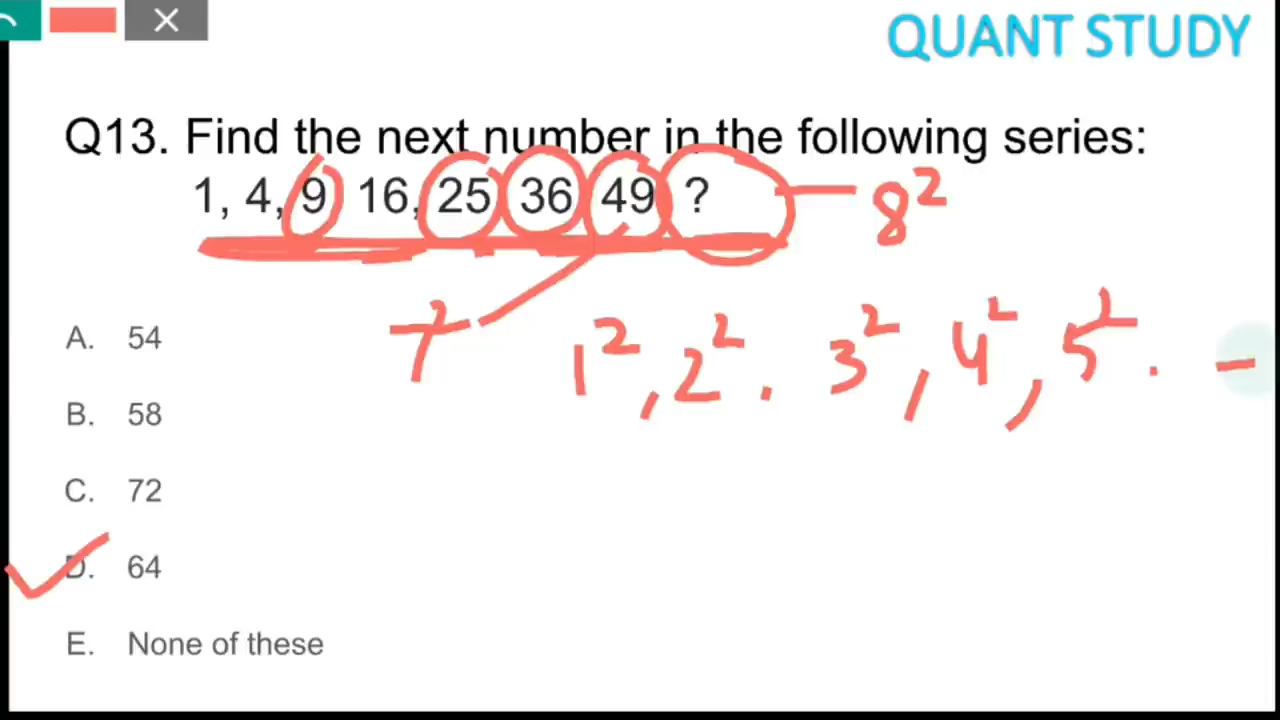 QUANT STUDY
Q13. Find the next number in the following series:
1, 4, 9 16, 25 36 49 ?
8²
7²
1², 2². 3², 4², 5². –
A. 54
B. 58
C. 72
D. 64
E. None of these